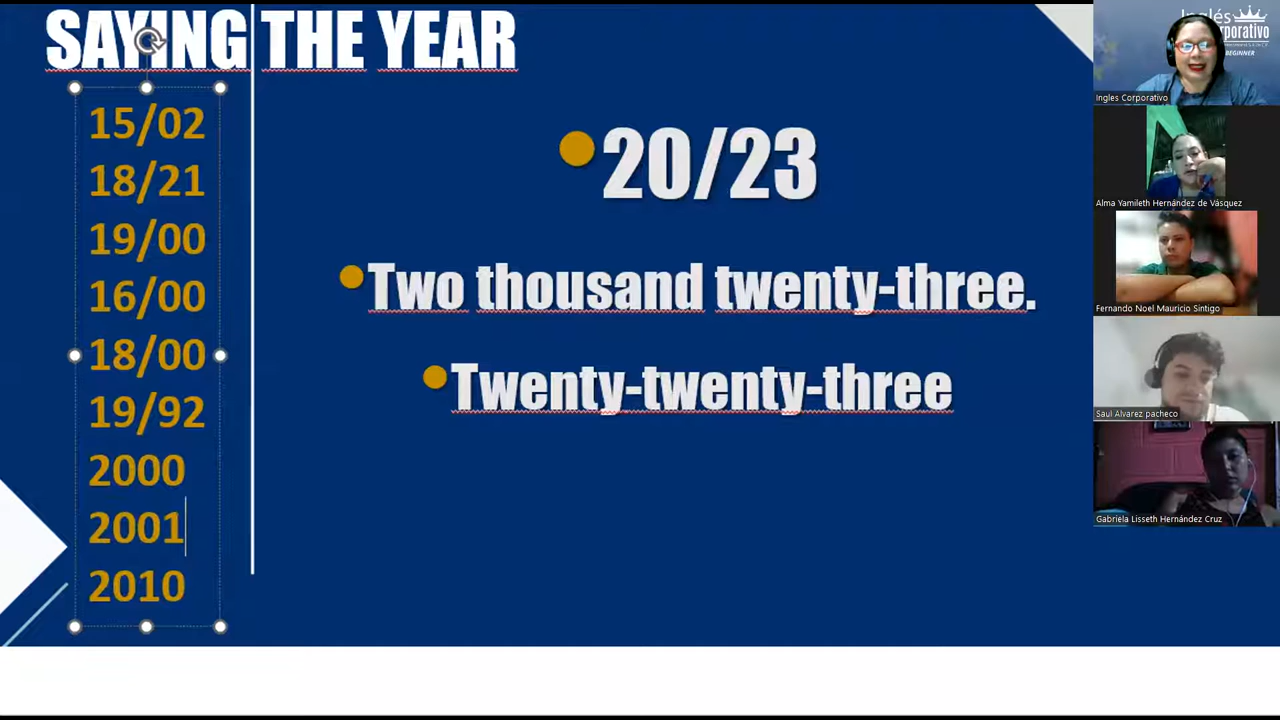 SAYING THE YEAR
15/02
18/21
19/00
16/00
18/00
19/92
2000
2001
2010
20/23
Two thousand twenty-three.
Twenty-twenty-three
Inglés
Corporativo
BEGINNER
Ingles Corporativo
Alma Yamileth Hernández de Vásquez
Fernando Noel Mauricio Sintigo
Saul Alvarez pacheco
Gabriela Lisseth Hernández Cruz